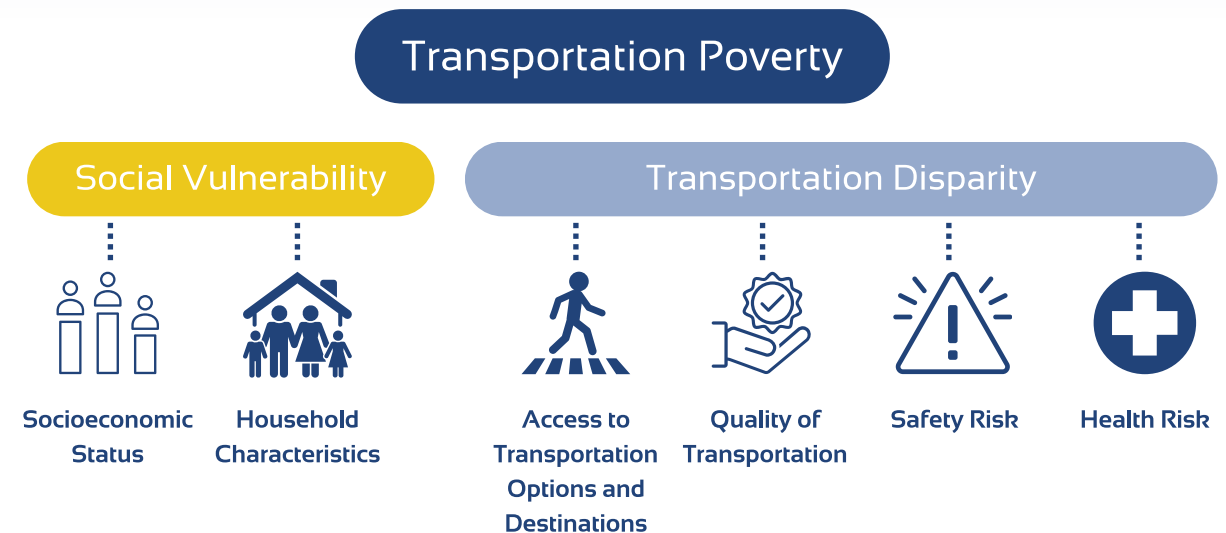 Transportation Poverty
Social Vulnerability
Transportation Disparity
Socioeconomic
Status
Household
Characteristics
Access to
Transportation
Options and
Destinations
Quality of
Transportation
Safety Risk
Health Risk